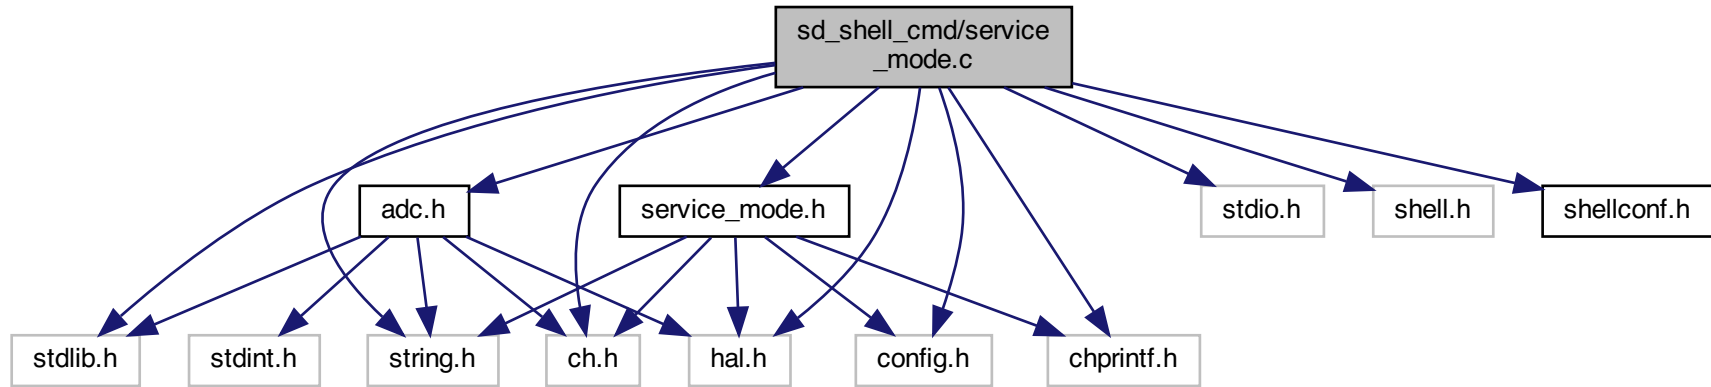 sd_shell_cmd/service
_mode.c
adc.h
service_mode.h
stdio.h
shell.h
shellconf.h
stdlib.h
stdint.h
string.h
ch.h
hal.h
config.h
chprintf.h